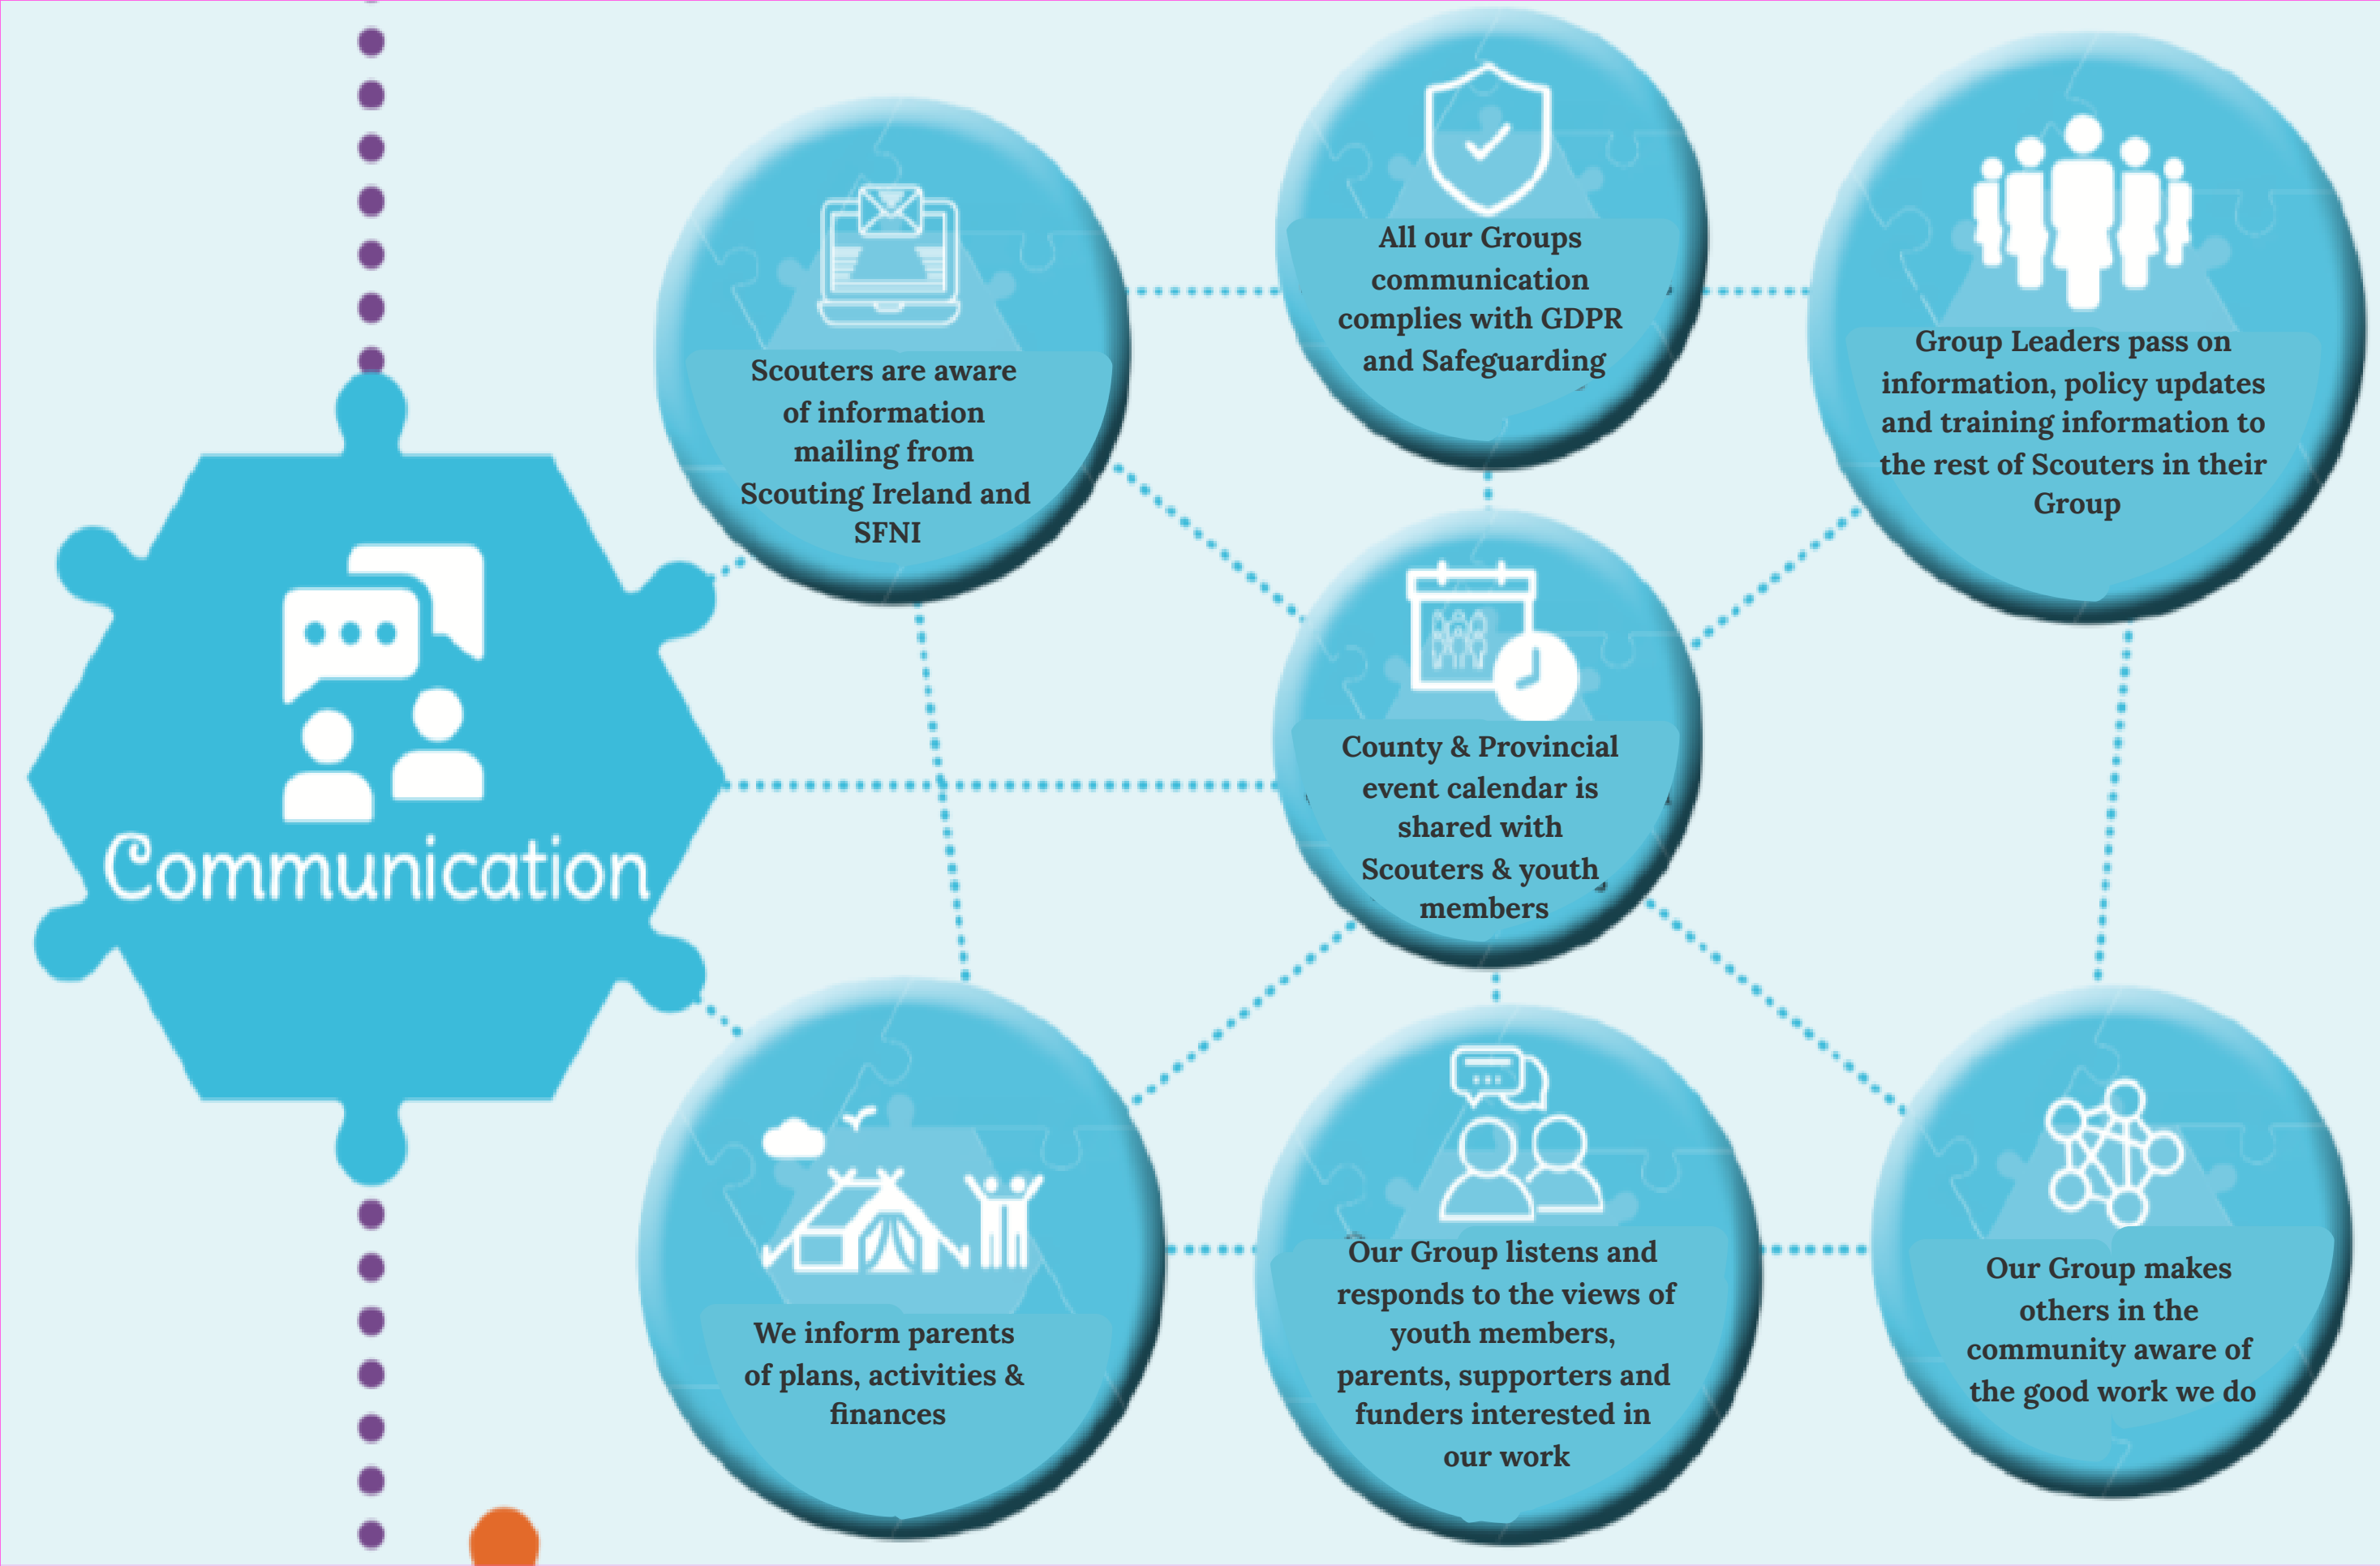 Communication
Scouters are aware
of information
mailing from
Scouting Ireland and
SFNI
All our Groups
communication
complies with GDPR
and Safeguarding
Group Leaders pass on
information, policy updates
and training information to
the rest of Scouters in their
Group
County & Provincial
event calendar is
shared with
Scouters & youth
members
We inform parents
of plans, activities &
finances
Our Group listens and
responds to the views of
youth members,
parents, supporters and
funders interested in
our work
Our Group makes
others in the
community aware of
the good work we do